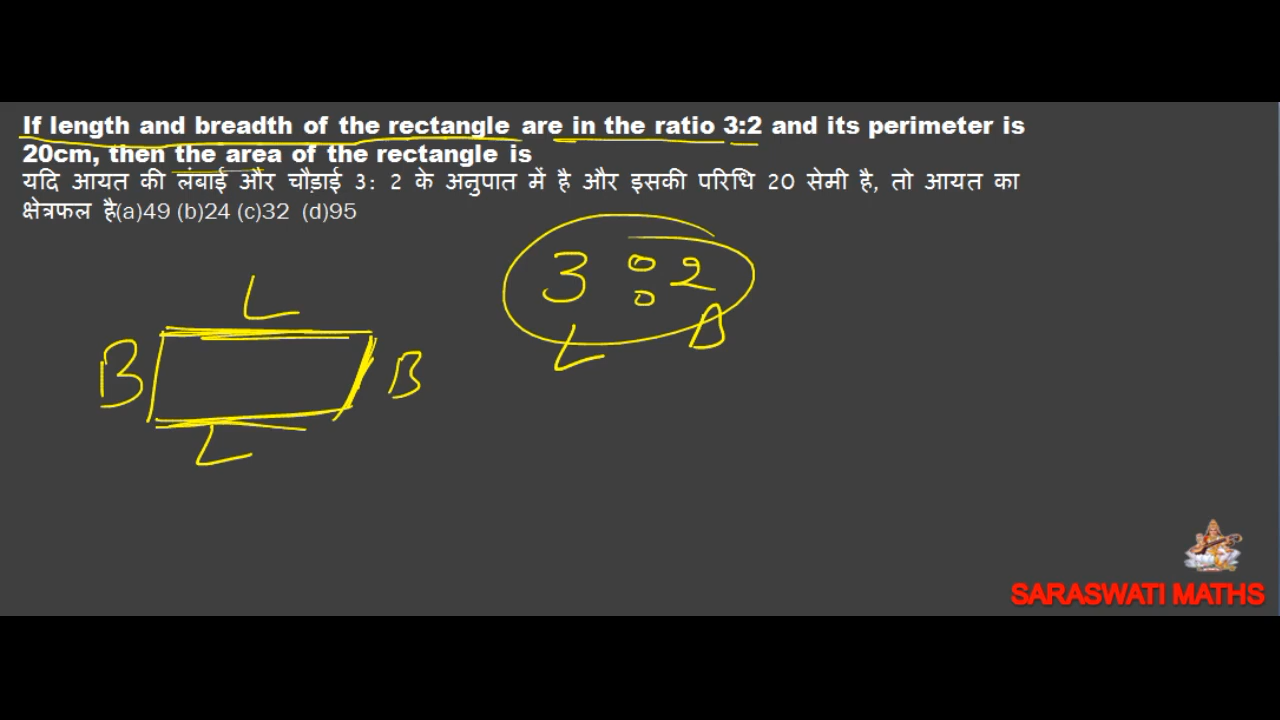 If length and breadth of the rectangle are in the ratio 3:2 and its perimeter is
20cm, then the area of the rectangle is
यदि आयत की लंबाई और चौड़ाई 3: 2 के अनुपात में है और इसकी परिधि 20 सेमी है, तो आयत का
क्षेत्रफल है(a)49 (b)24 (c)32 (d)95
3 : 2
L B
L
B B
L
SARASWATI MATHS